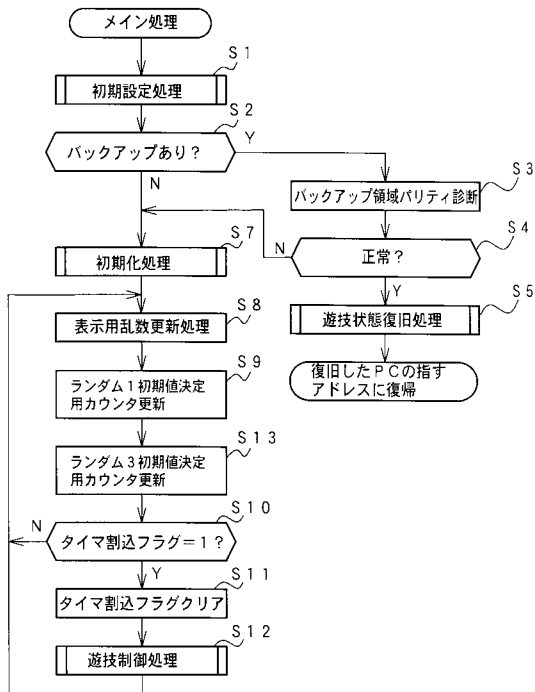 メイン処理
S1
初期設定処理
S2
バックアップあり?
Y
N
S3
バックアップ領域パリティ診断
S4
正常?
N
Y
S5
遊技状態復旧処理
復旧したPCの指す
アドレスに復帰
S7
初期化処理
S8
表示用乱数更新処理
S9
ランダム1初期値決定
用カウンタ更新
S13
ランダム3初期値決定
用カウンタ更新
S10
タイマ割込フラグ=1?
N
Y
S11
タイマ割込フラグクリア
S12
遊技制御処理